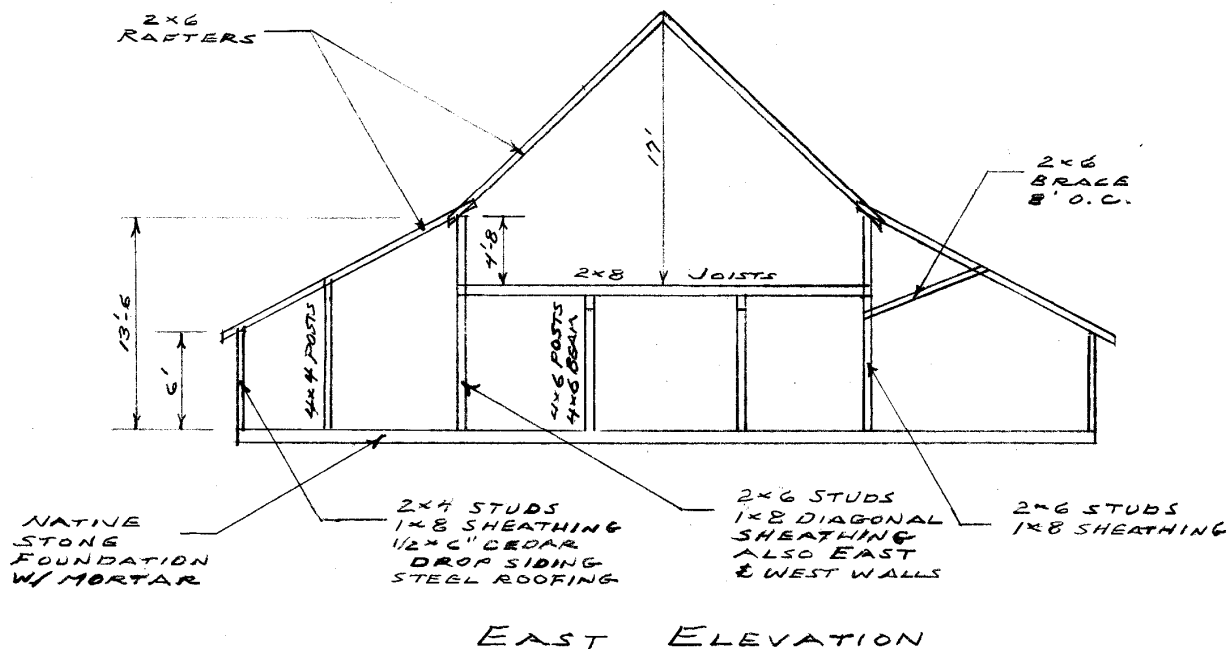 2×6
RAFTERS
17'
2×6
BRACE
8' O.C.
4'-8
2×8 JOISTS
13'-6
6'
4×4 POSTS
4×6 POSTS
4×6 BEAM
NATIVE
STONE
FOUNDATION
W/ MORTAR
2×4 STUDS
1×8 SHEATHING
1/2×6" CEDAR
DROP SIDING
STEEL ROOFING
2×6 STUDS
1×8 DIAGONAL
SHEATHING
ALSO EAST
& WEST WALLS
2×6 STUDS
1×8 SHEATHING
EAST ELEVATION